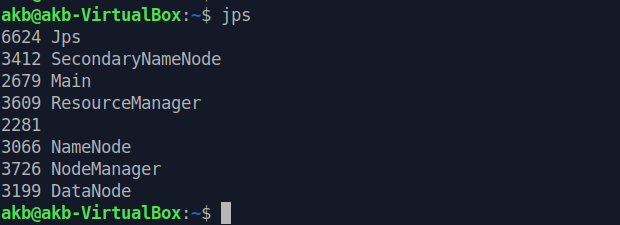 akb@akb-VirtualBox:~$ jps
6624 Jps
3412 SecondaryNameNode
2679 Main
3609 ResourceManager
2281
3066 NameNode
3726 NodeManager
3199 DataNode
akb@akb-VirtualBox:~$